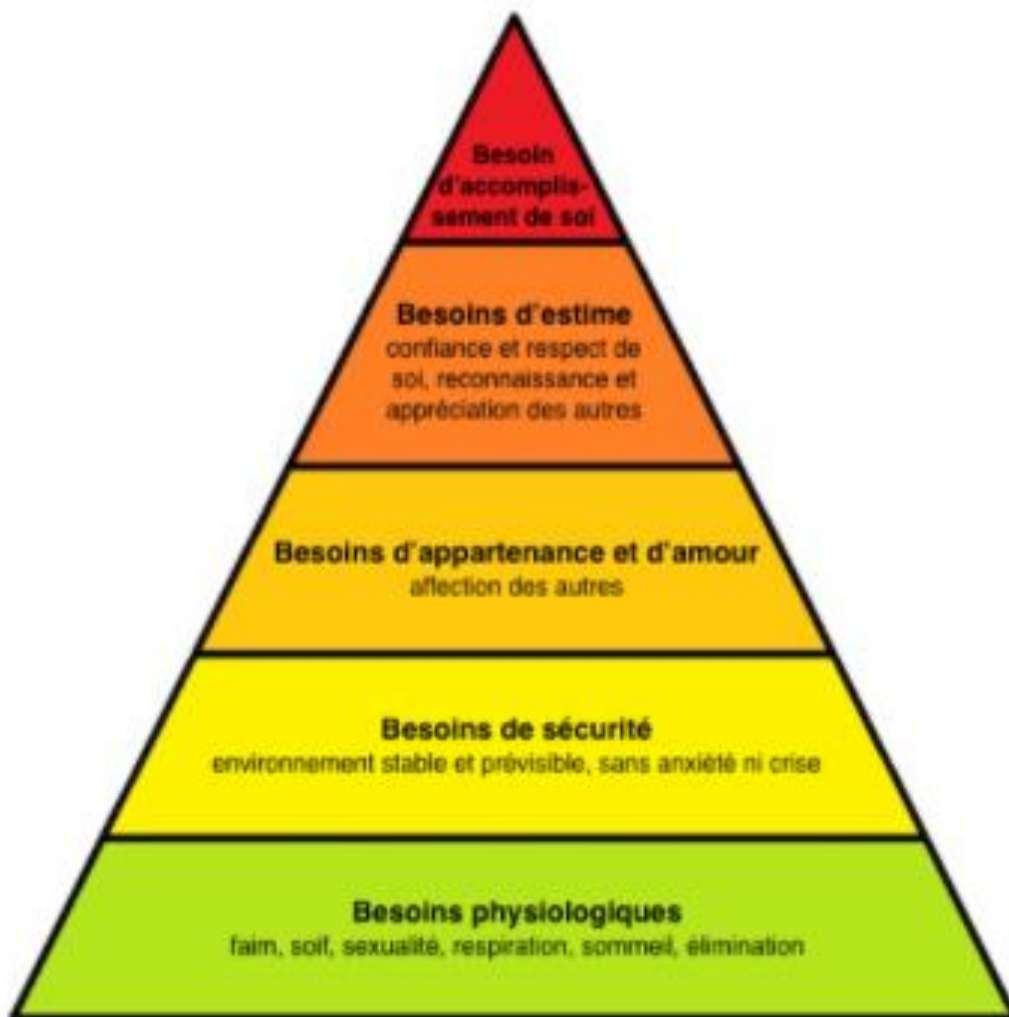 Besoin
d'accomplis-
sement de soi
Besoins d'estime
confiance et respect de
soi, reconnaissance et
appréciation des autres
Besoins d'appartenance et d'amour
affection des autres
Besoins de sécurité
environnement stable et prévisible, sans anxiété ni crise
Besoins physiologiques
faim, soif, sexualité, respiration, sommeil, élimination